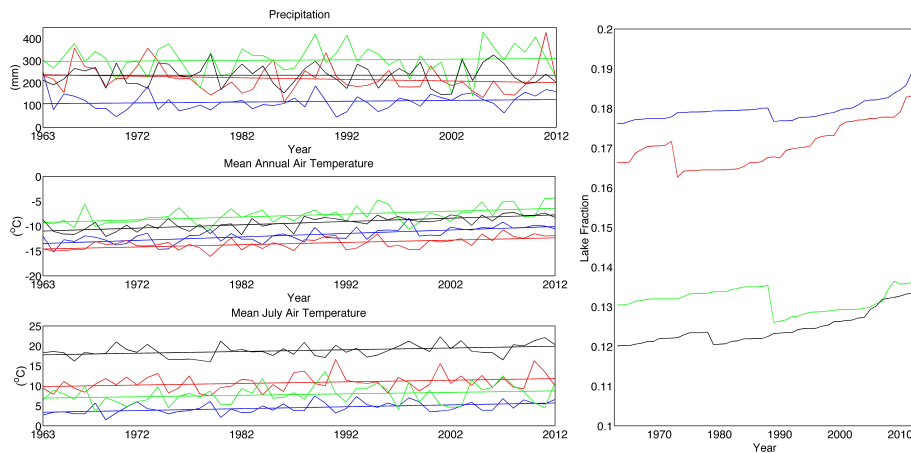 Precipitation
400
300
200
100
0
(mm)
1963 1972 1982 1992 2002 2012
Year
Mean Annual Air Temperature
0
-5
-10
-15
-20
(°C)
1963 1972 1982 1992 2002 2012
Year
Mean July Air Temperature
25
20
15
10
5
0
(°C)
1963 1972 1982 1992 2002 2012
Year
0.2
0.19
0.18
0.17
0.16
0.15
0.14
0.13
0.12
0.11
0.1
Lake Fraction
1970 1980 1990 2000 2010
Year